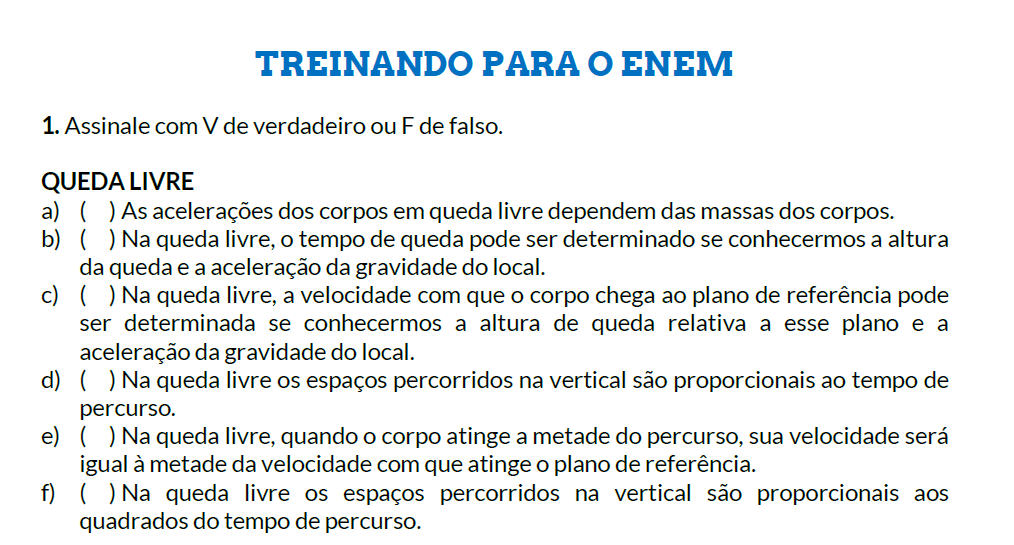 TREINANDO PARA O ENEM
1. Assinale com V de verdadeiro ou F de falso.
QUEDA LIVRE
a) ( ) As acelerações dos corpos em queda livre dependem das massas dos corpos.
b) ( ) Na queda livre, o tempo de queda pode ser determinado se conhecermos a altura
da queda e a aceleração da gravidade do local.
c) ( ) Na queda livre, a velocidade com que o corpo chega ao plano de referência pode
ser determinada se conhecermos a altura de queda relativa a esse plano e a
aceleração da gravidade do local.
d) ( ) Na queda livre os espaços percorridos na vertical são proporcionais ao tempo de
percurso.
e) ( ) Na queda livre, quando o corpo atinge a metade do percurso, sua velocidade será
igual à metade da velocidade com que atinge o plano de referência.
f) ( ) Na queda livre os espaços percorridos na vertical são proporcionais aos
quadrados do tempo de percurso.